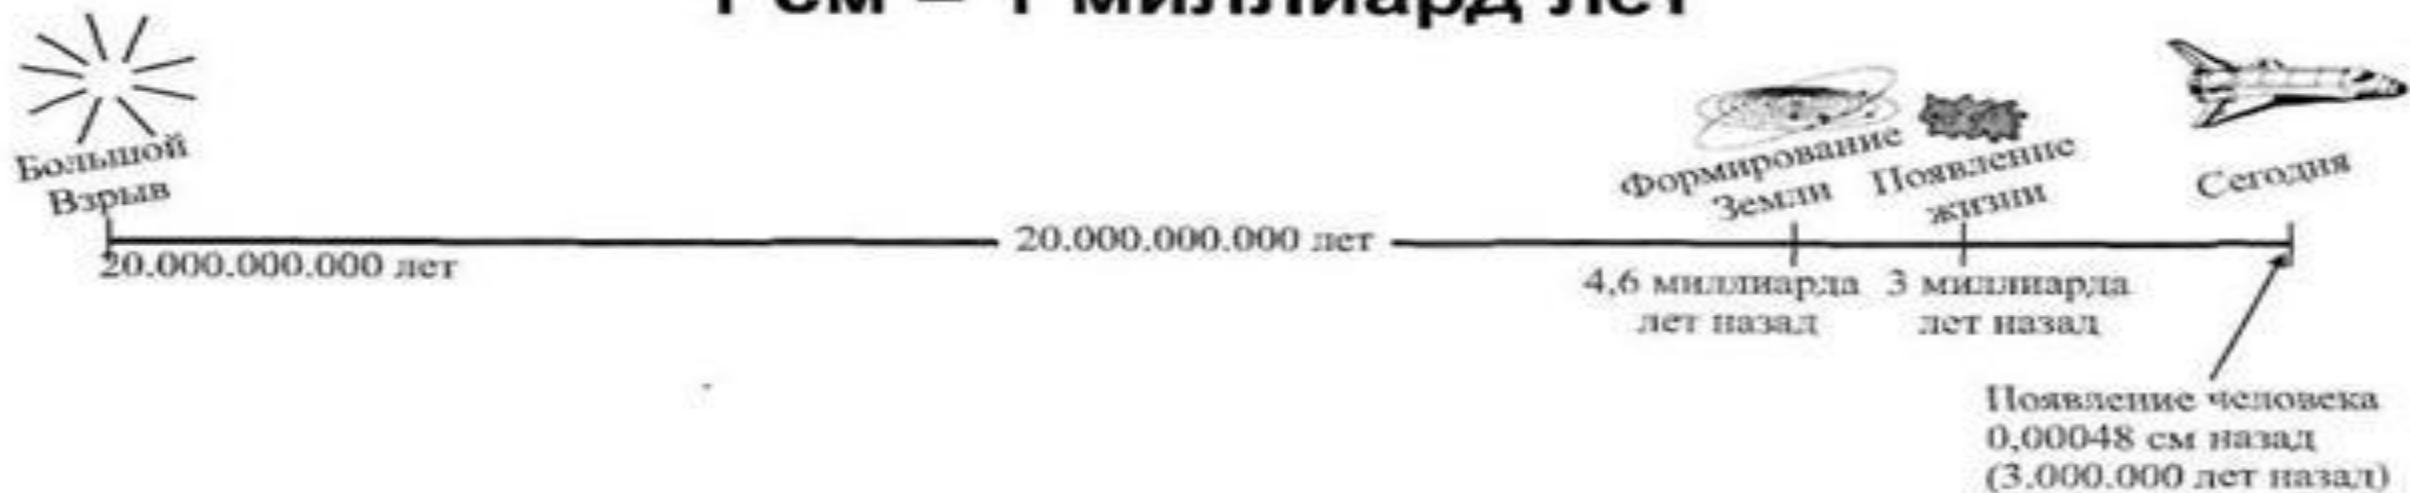 1 см = 1 миллиард лет
Большой
Взрыв
Формирование
Земли
Появление
жизни
Сегодня
20.000.000.000 лет
20.000.000.000 лет
4,6 миллиарда
лет назад
3 миллиарда
лет назад
Появление человека
0,00048 см назад
(3.000.000 лет назад)